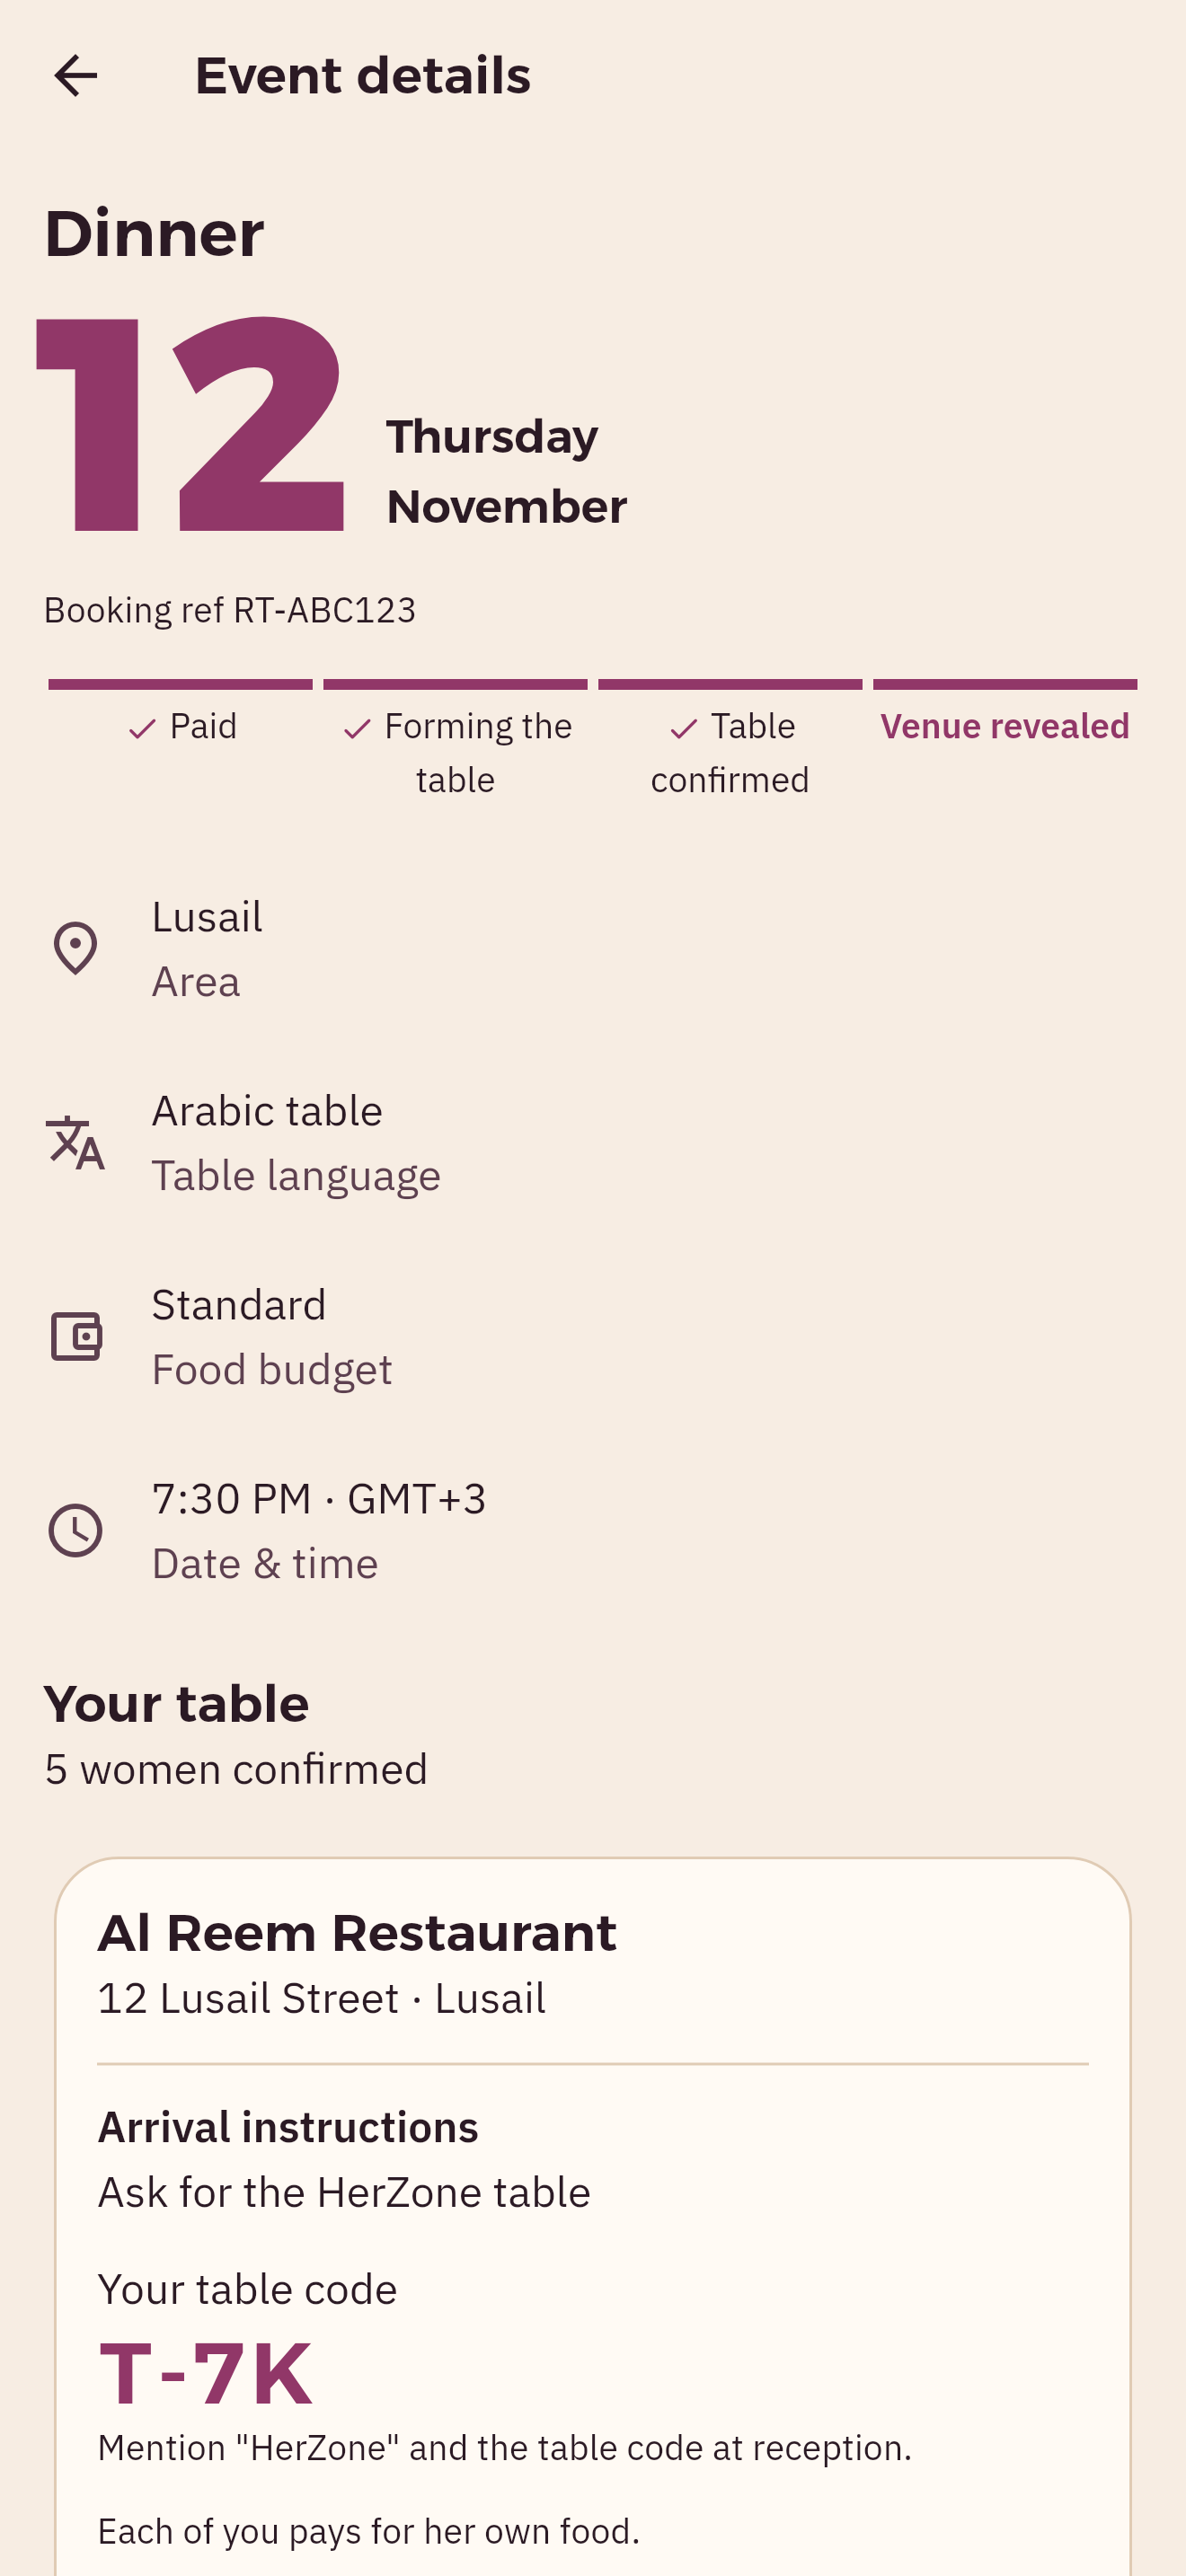 Event details
Dinner
12
Thursday
November
Booking ref RT-ABC123
Paid
Forming the
table
Table
confirmed
Venue revealed
Lusail
Area
Arabic table
Table language
Standard
Food budget
7:30 PM · GMT+3
Date & time
Your table
5 women confirmed
Al Reem Restaurant
12 Lusail Street · Lusail
Arrival instructions
Ask for the HerZone table
Your table code
T-7K
Mention "HerZone" and the table code at reception.
Each of you pays for her own food.